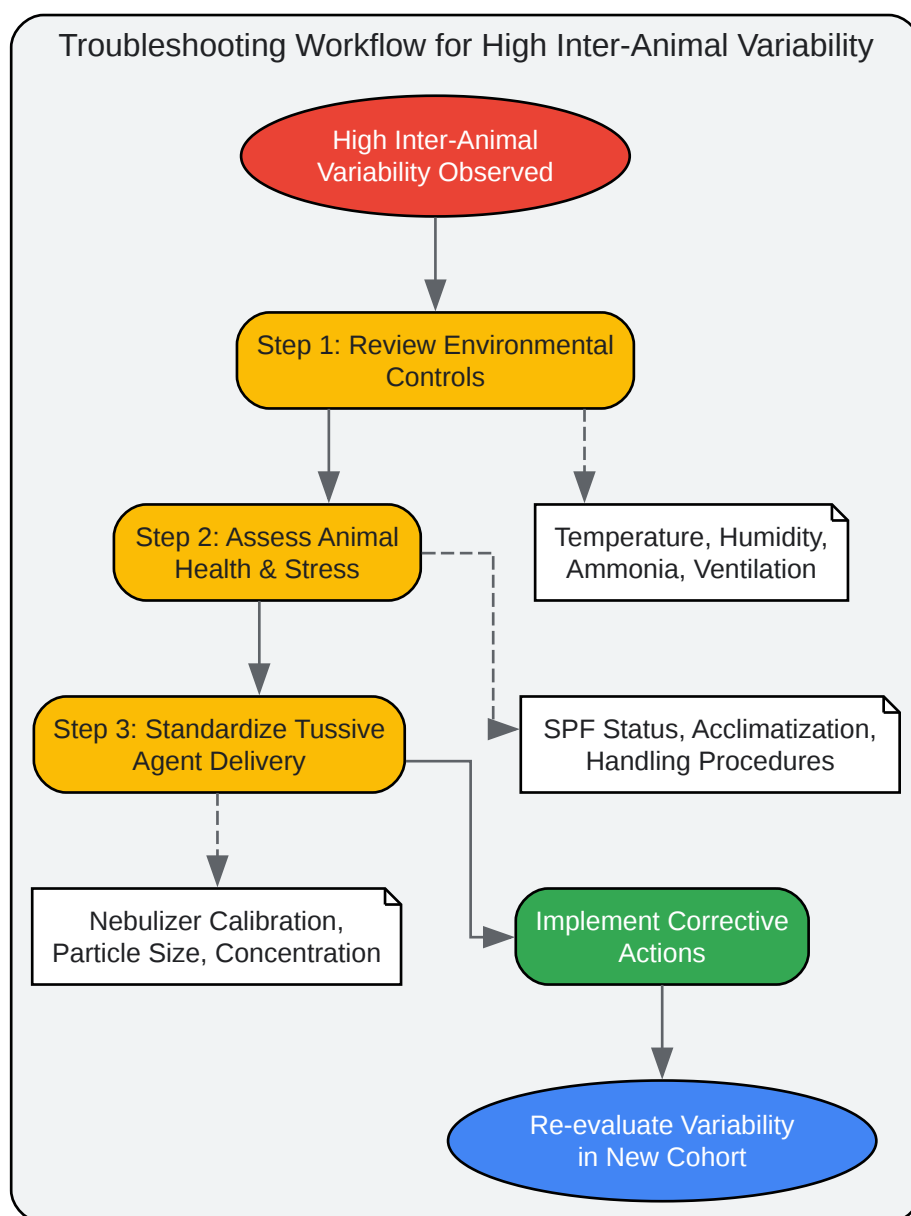 Troubleshooting Workflow for High Inter-Animal Variability
High Inter-Animal
Variability Observed
Step 1: Review Environmental
Controls
Step 2: Assess Animal
Health & Stress
Temperature, Humidity,
Ammonia, Ventilation
Step 3: Standardize Tussive
Agent Delivery
SPF Status, Acclimatization,
Handling Procedures
Nebulizer Calibration,
Particle Size, Concentration
Implement Corrective
Actions
Re-evaluate Variability
in New Cohort